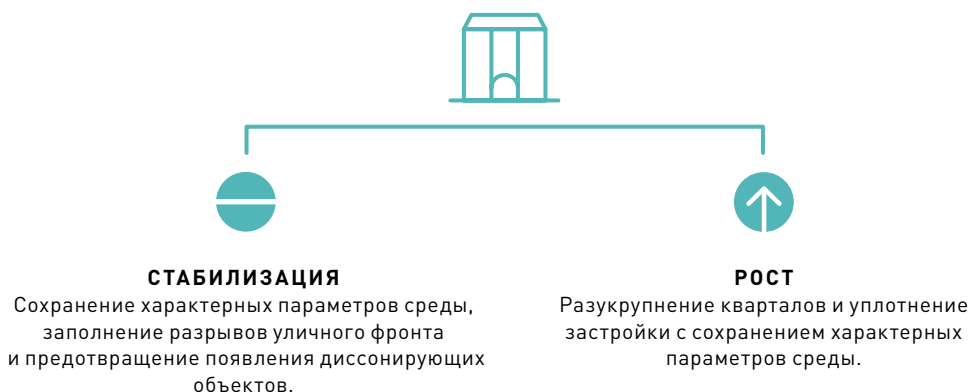 СТАБИЛИЗАЦИЯ
Сохранение характерных параметров среды,
заполнение разрывов уличного фронта
и предотвращение появления диссонирующих
объектов.
РОСТ
Разукрупнение кварталов и уплотнение
застройки с сохранением характерных
параметров среды.